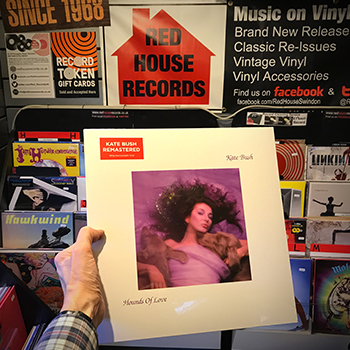 SINCE 1968
RECORD
TOKEN
GIFT CARDS
RED
HOUSE
RECORDS
Music on Vinyl
Brand New Release
Classic Re-Issues
Vintage Vinyl
Vinyl Accessories
Find us on facebook &
facebook.com/RedHouseSwindon
KATE BUSH
REMASTERED
Kate Bush
Hounds Of Love
HAWKWIND
LINKIN